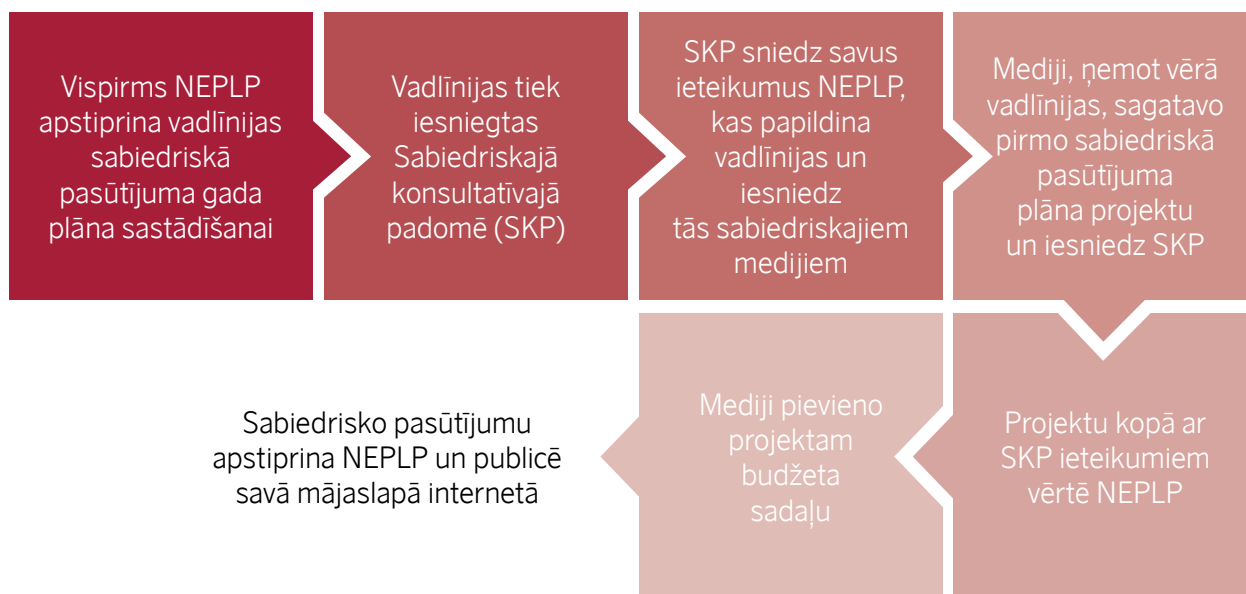 Vispirms NEPLP
apstiprina vadlīnijas
sabiedriskā
pasūtījuma gada
plāna sastādīšanai
Vadlīnijas tiek
iesniegtas
Sabiedriskajā
konsultatīvajā
padomē (SKP)
SKP sniedz savus
ieteikumus NEPLP,
kas papildina
vadlīnijas un
iesniedz
tās sabiedriskajiem
medijiem
Mediji, ņemot vērā
vadlīnijas, sagatavo
pirmo sabiedriskā
pasūtījuma
plāna projektu
un iesniedz SKP
Projektu kopā ar
SKP ieteikumiem
vērtē NEPLP
Mediji pievieno
projektam
budžeta
sadaļu
Sabiedrisko pasūtījumu
apstiprina NEPLP un publicē
savā mājaslapā internetā